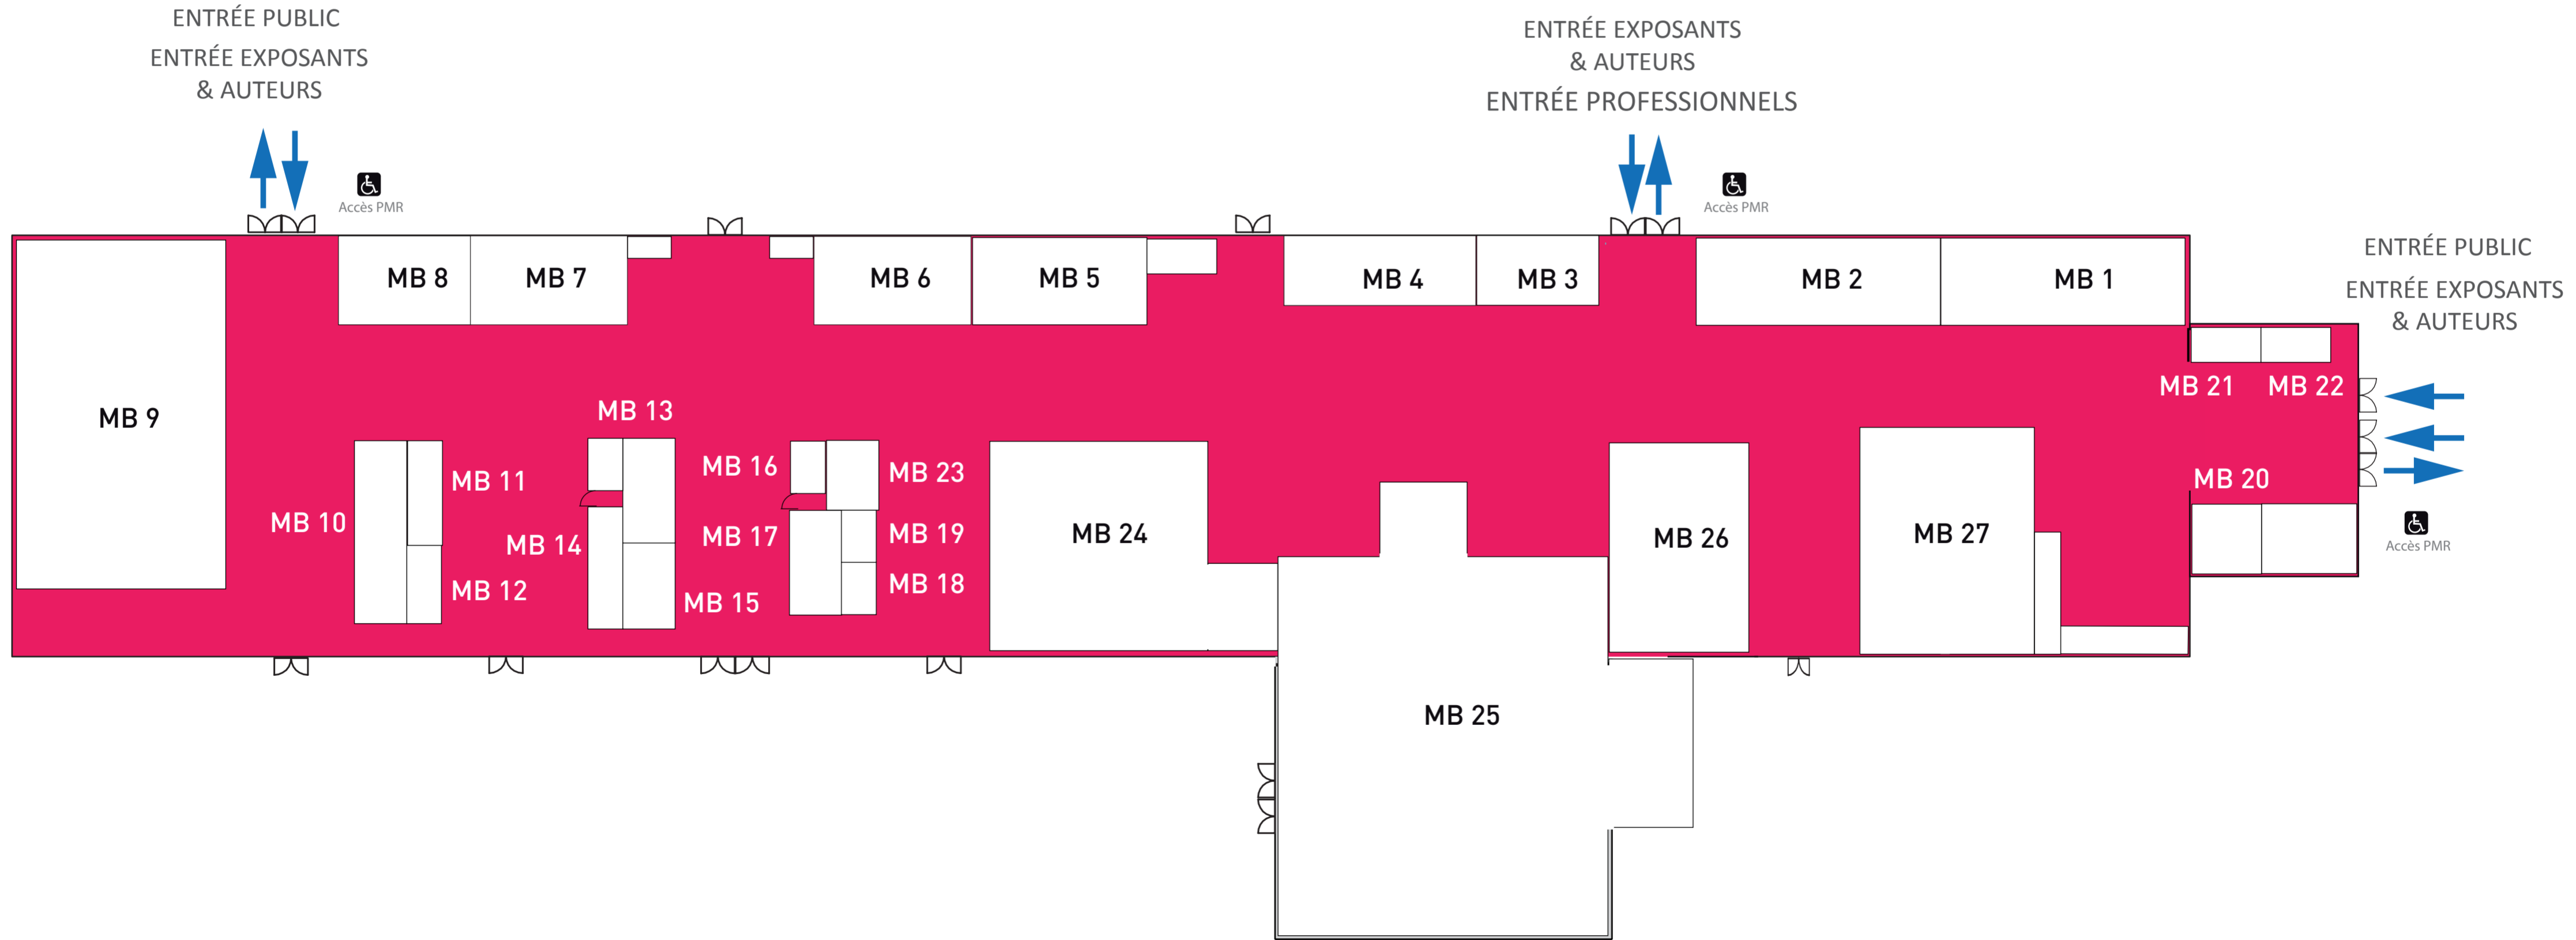 ENTRÉE PUBLIC
ENTRÉE EXPOSANTS
& AUTEURS
ENTRÉE EXPOSANTS
& AUTEURS
ENTRÉE PROFESSIONNELS
Accès PMR
Accès PMR
ENTRÉE PUBLIC
ENTRÉE EXPOSANTS
& AUTEURS
MB 8
MB 7
MB 6
MB 5
MB 4
MB 3
MB 2
MB 1
MB 21
MB 22
MB 9
MB 13
MB 16
MB 23
MB 11
MB 20
MB 10
MB 14
MB 17
MB 19
MB 24
MB 26
MB 27
Accès PMR
MB 12
MB 15
MB 18
MB 25